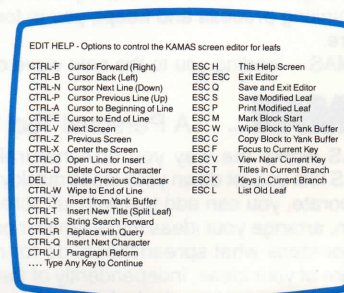 EDIT HELP - Options to control the KAMAS screen editor for leafs
CTRL-F Cursor Forward (Right) ESC H This Help Screen
CTRL-B Cursor Back (Left) ESC ESC Exit Editor
CTRL-N Cursor Next Line (Down) ESC Q Save and Exit Editor
CTRL-P Cursor Previous Line (Up) ESC S Save Modified Leaf
CTRL-A Cursor to Beginning of Line ESC P Print Modified Leaf
CTRL-E Cursor to End of Line ESC M Mark Block Start
CTRL-V Next Screen ESC W Wipe Block to Yank Buffer
CTRL-Z Previous Screen ESC C Copy Block to Yank Buffer
CTRL-X Center the Screen ESC F Focus to Current Key
CTRL-O Open Line for Insert ESC V View Near Current Key
CTRL-D Delete Cursor Character ESC T Titles in Current Branch
DEL Delete Previous Character ESC K Keys in Current Branch
CTRL-W Wipe to End of Line ESC L List Old Leaf
CTRL-Y Insert from Yank Buffer
CTRL-T Insert New Title (Split Leaf)
CTRL-S String Search Forward
CTRL-R Replace with Query
CTRL-Q Insert Next Character
CTRL-U Paragraph Reform
.... Type Any Key to Continue